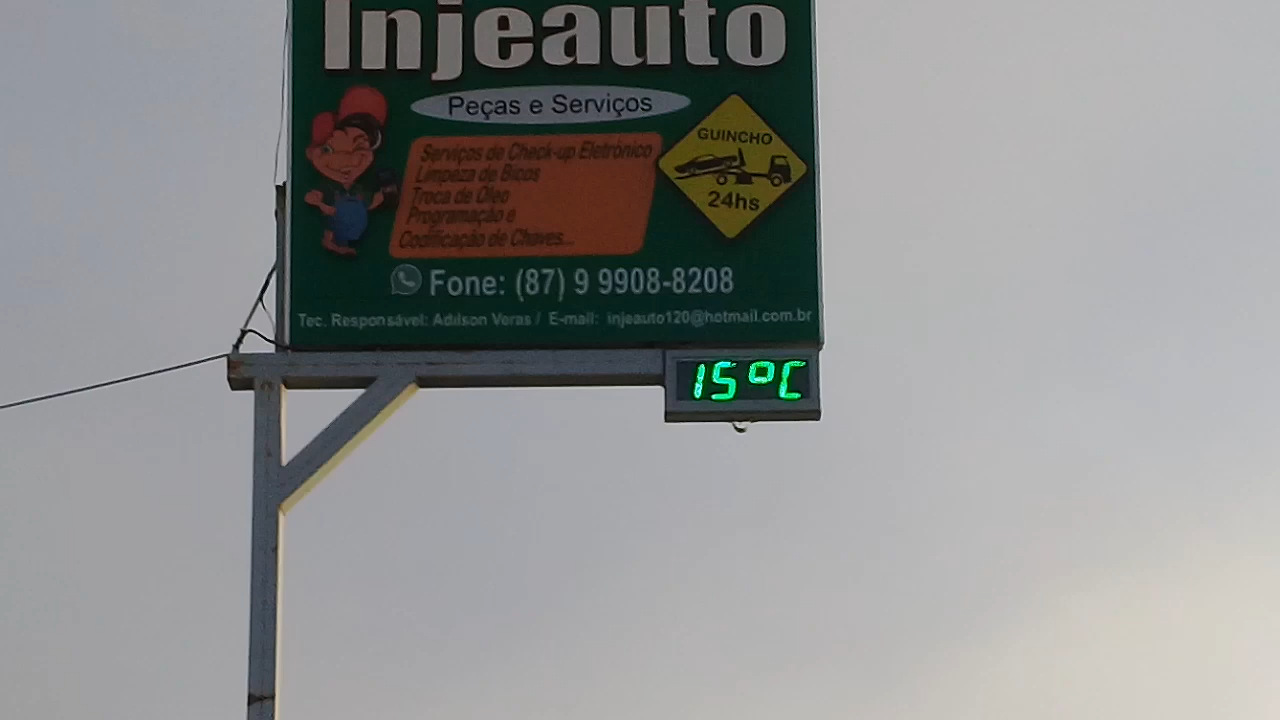 Injeauto
Peças e Serviços
Serviços de Check-up Eletrônico
Limpeza de Bicos
Troca de Oleo
Programação e
Codificação de Chaves...
GUINCHO
24hs
Fone: (87) 9 9908-8208
Tec. Responsável: Adilson Veras / E-mail: injeauto120@hotmail.com.br
15°C